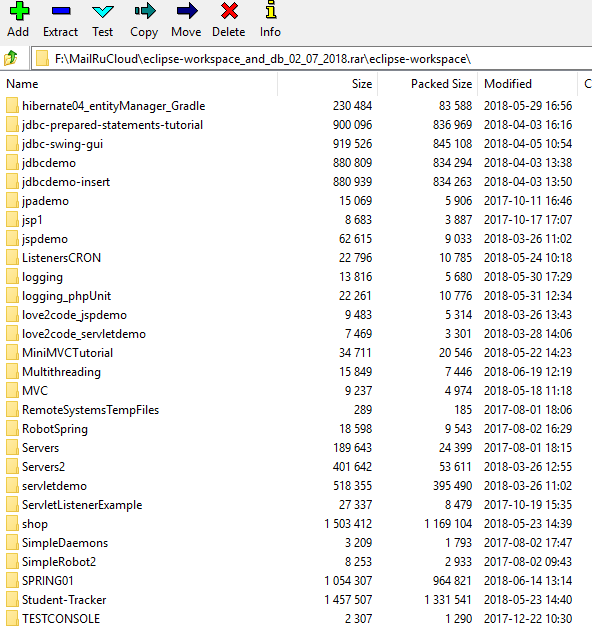 Add Extract Test Copy Move Delete Info
F:\MailRuCloud\eclipse-workspace_and_db_02_07_2018.rar\eclipse-workspace\
Name Size Packed Size Modified C
hibernate04_entityManager_Gradle 230 484 83 588 2018-05-29 16:56
jdbc-prepared-statements-tutorial 900 096 836 969 2018-04-03 16:16
jdbc-swing-gui 919 526 845 108 2018-04-05 10:54
jdbcdemo 880 809 834 294 2018-04-03 13:38
jdbcdemo-insert 880 939 834 263 2018-04-03 13:50
jpademo 15 069 5 906 2017-10-11 16:46
jsp1 8 683 3 887 2017-10-17 17:07
jspdemo 62 615 9 033 2018-03-26 11:02
ListenersCRON 22 796 10 785 2018-05-24 10:18
logging 13 816 5 680 2018-05-30 17:29
logging_phpUnit 22 261 10 776 2018-05-31 12:34
love2code_jspdemo 9 483 5 314 2018-03-26 13:43
love2code_servletdemo 7 469 3 301 2018-03-28 14:06
MiniMVCTutorial 34 711 20 546 2018-05-22 14:23
Multithreading 15 849 7 446 2018-06-19 12:19
MVC 9 237 4 974 2018-05-18 11:18
RemoteSystemsTempFiles 289 185 2017-08-01 18:06
RobotSpring 18 598 9 543 2017-08-02 16:29
Servers 189 643 24 399 2017-08-01 18:15
Servers2 401 642 53 611 2018-03-26 12:55
servletdemo 518 355 395 490 2018-03-26 11:02
ServletListenerExample 27 337 8 479 2017-10-19 15:35
shop 1 503 412 1 169 104 2018-05-23 14:39
SimpleDaemons 3 209 1 793 2017-08-02 17:47
SimpleRobot2 8 253 2 933 2017-08-02 09:43
SPRING01 1 054 307 964 821 2018-06-14 13:14
Student-Tracker 1 457 507 1 331 541 2018-05-23 14:40
TESTCONSOLE 2 307 1 290 2017-12-22 10:30